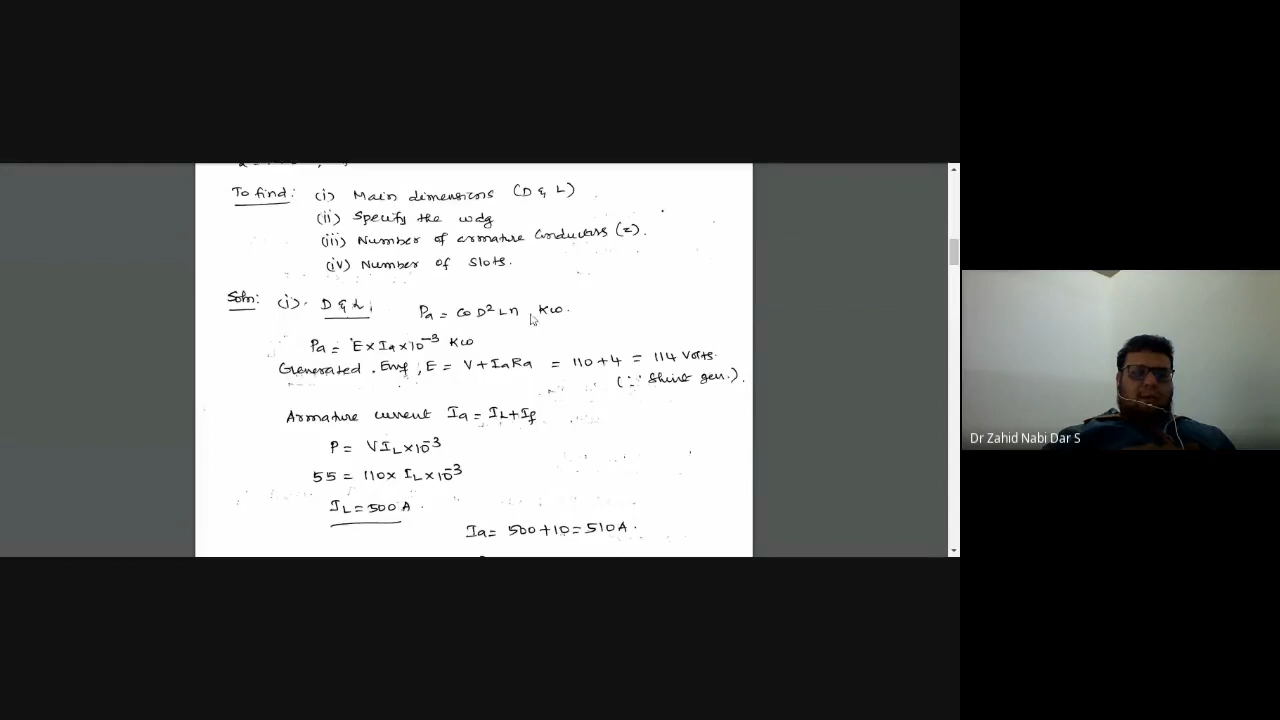 To find: (i) Main dimensions (D & L)
(ii) Specify the wdg
(iii) Number of armature Conductors (z).
(iv) Number of slots.
Soln: (i). D & L;
Pa = Co D² L n Kw.
Pa = E x Ia x 10⁻³ Kw
Generated. Emf, E = V + IaRa = 110 + 4 = 114 Volts.
(∵ Shunt gen.).
Armature current Ia = IL + If
P = VIL x 10⁻³
55 = 110 x IL x 10⁻³
IL = 500 A.
Ia = 500 + 10 = 510 A.
Dr Zahid Nabi Dar S